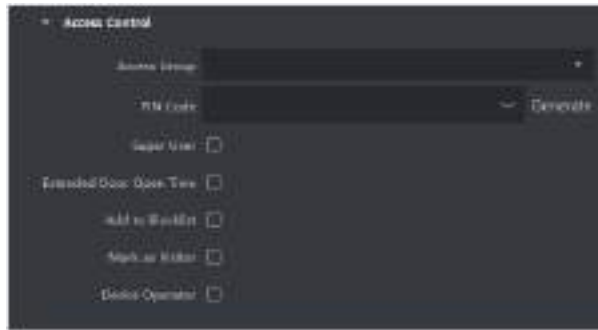 Access Control
Access Group
PIN Code
Generate
Super User
Extended Door Open Time
Add to Blocklist
Mark as Visitor
Device Operator